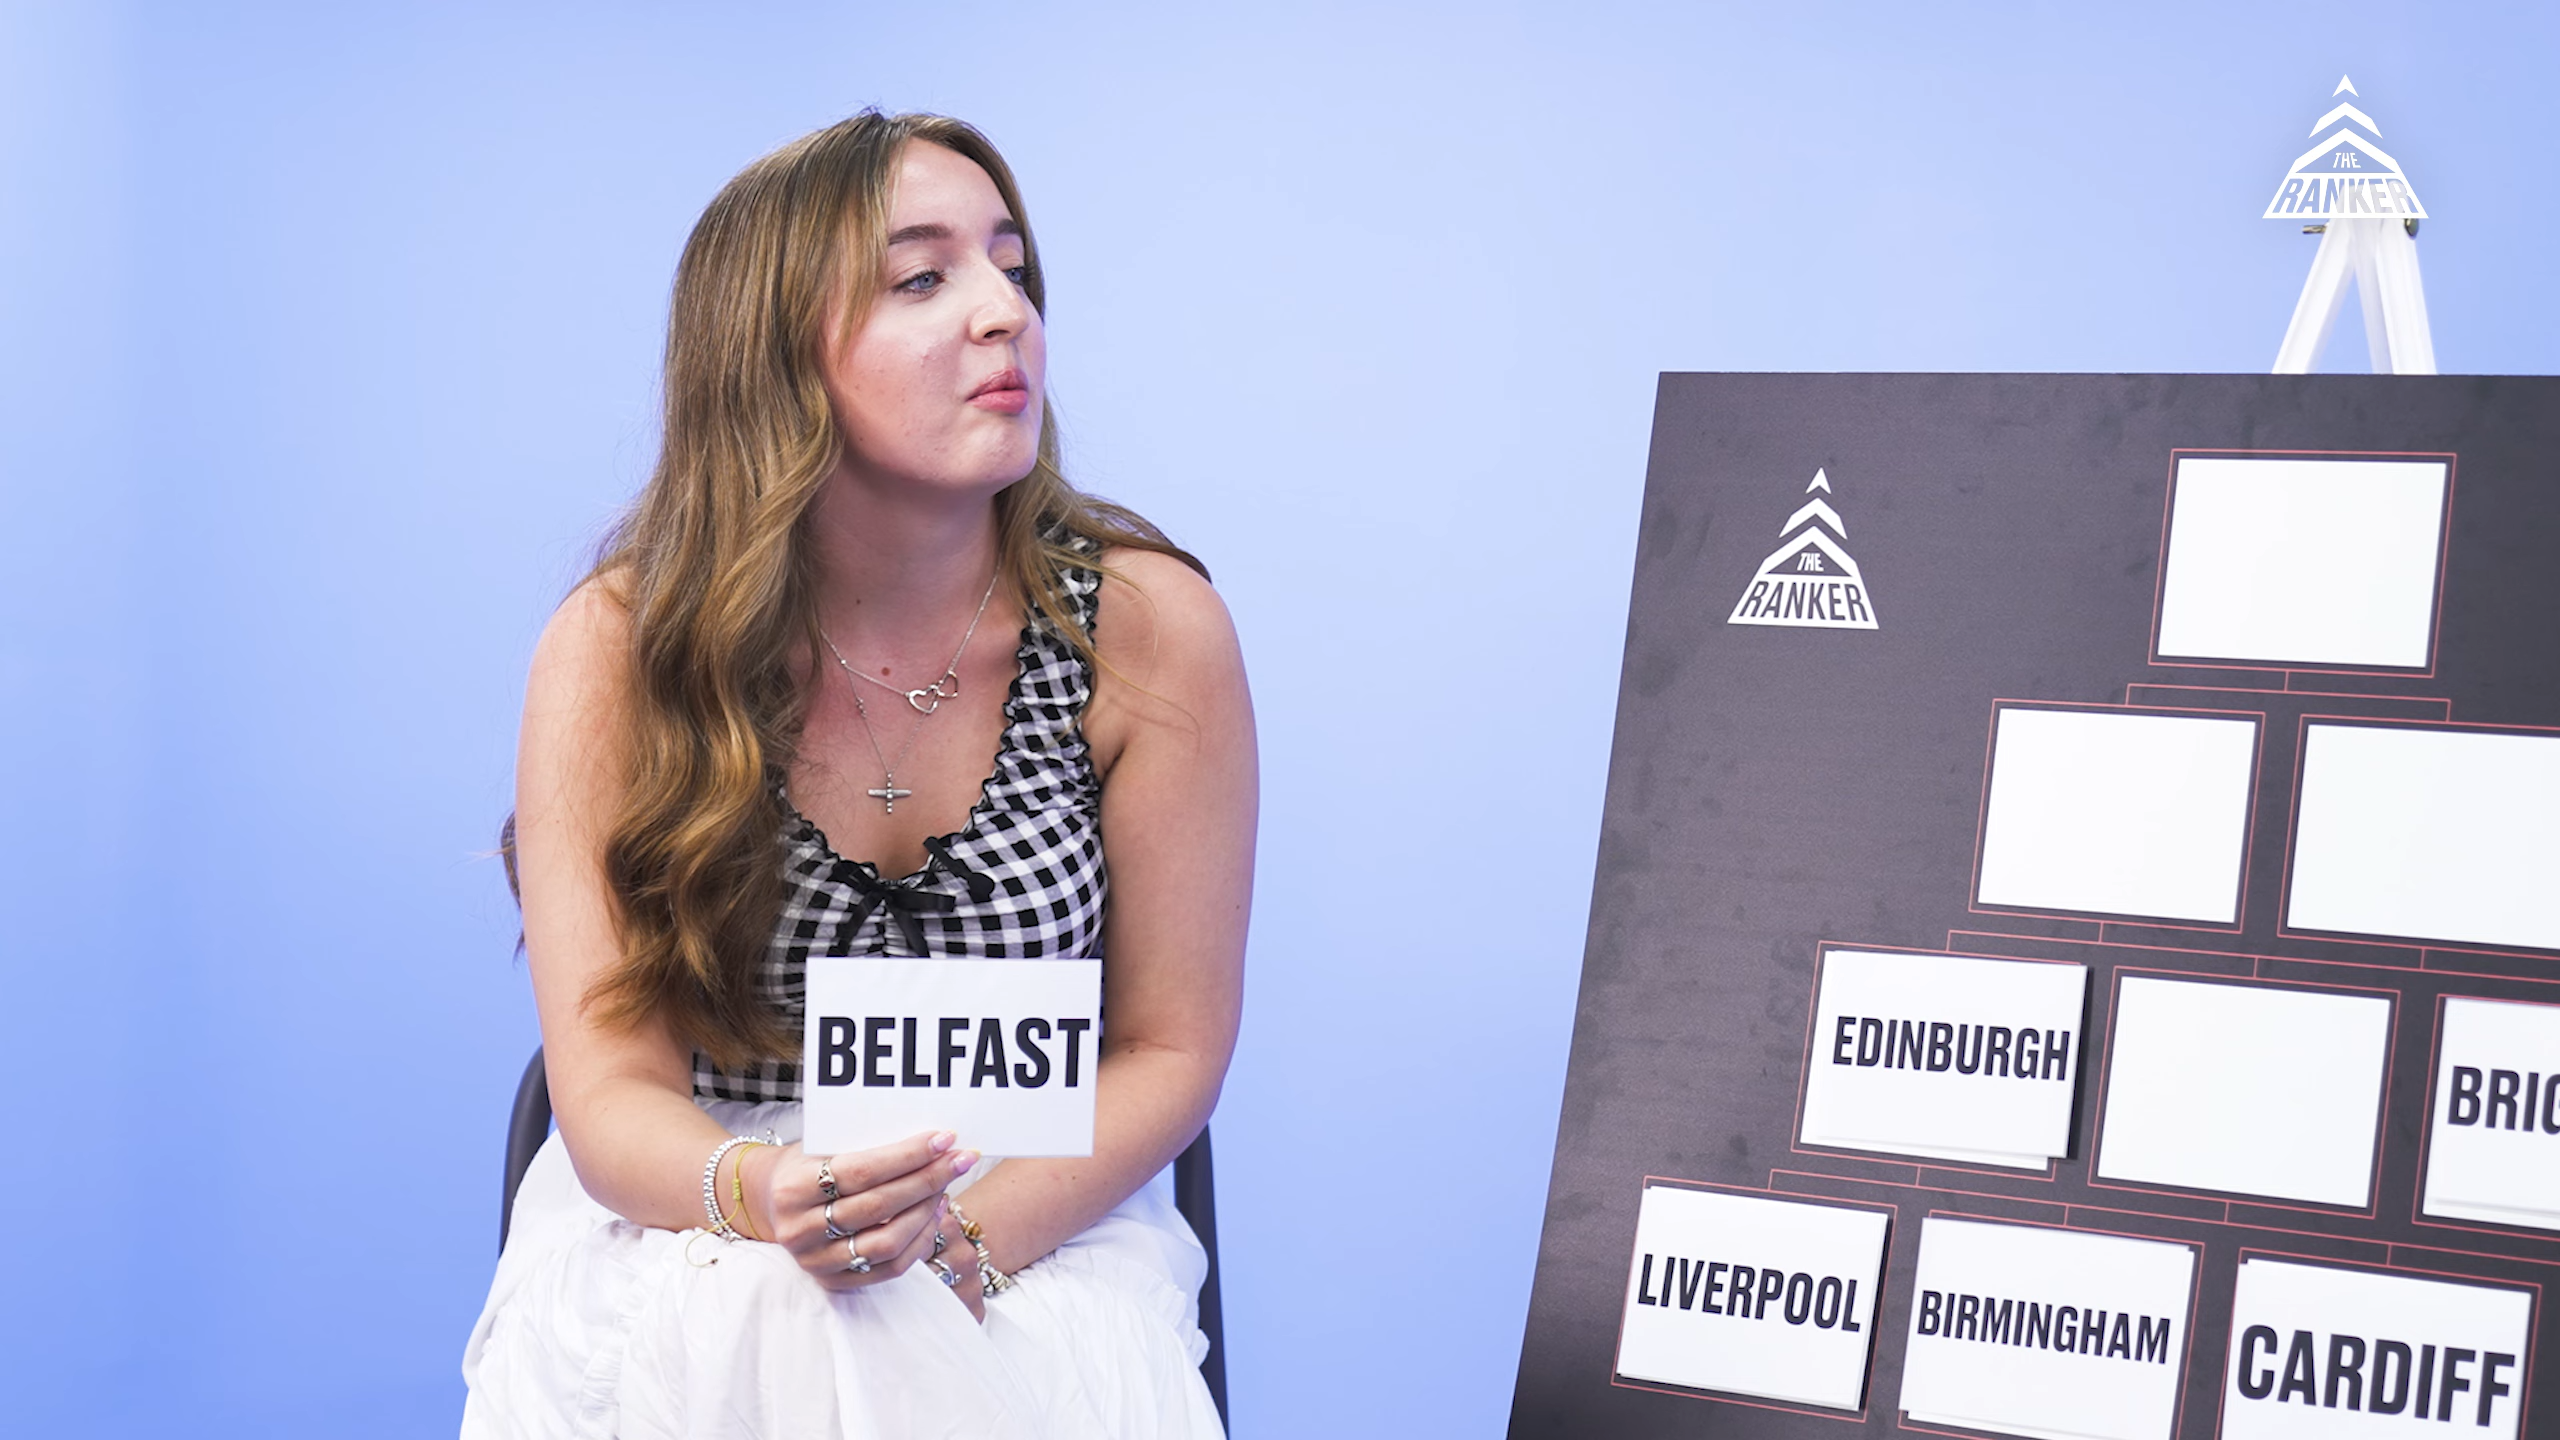 THE
RANKER
THE
RANKER
BELFAST
EDINBURGH
LIVERPOOL
BIRMINGHAM
CARDIFF